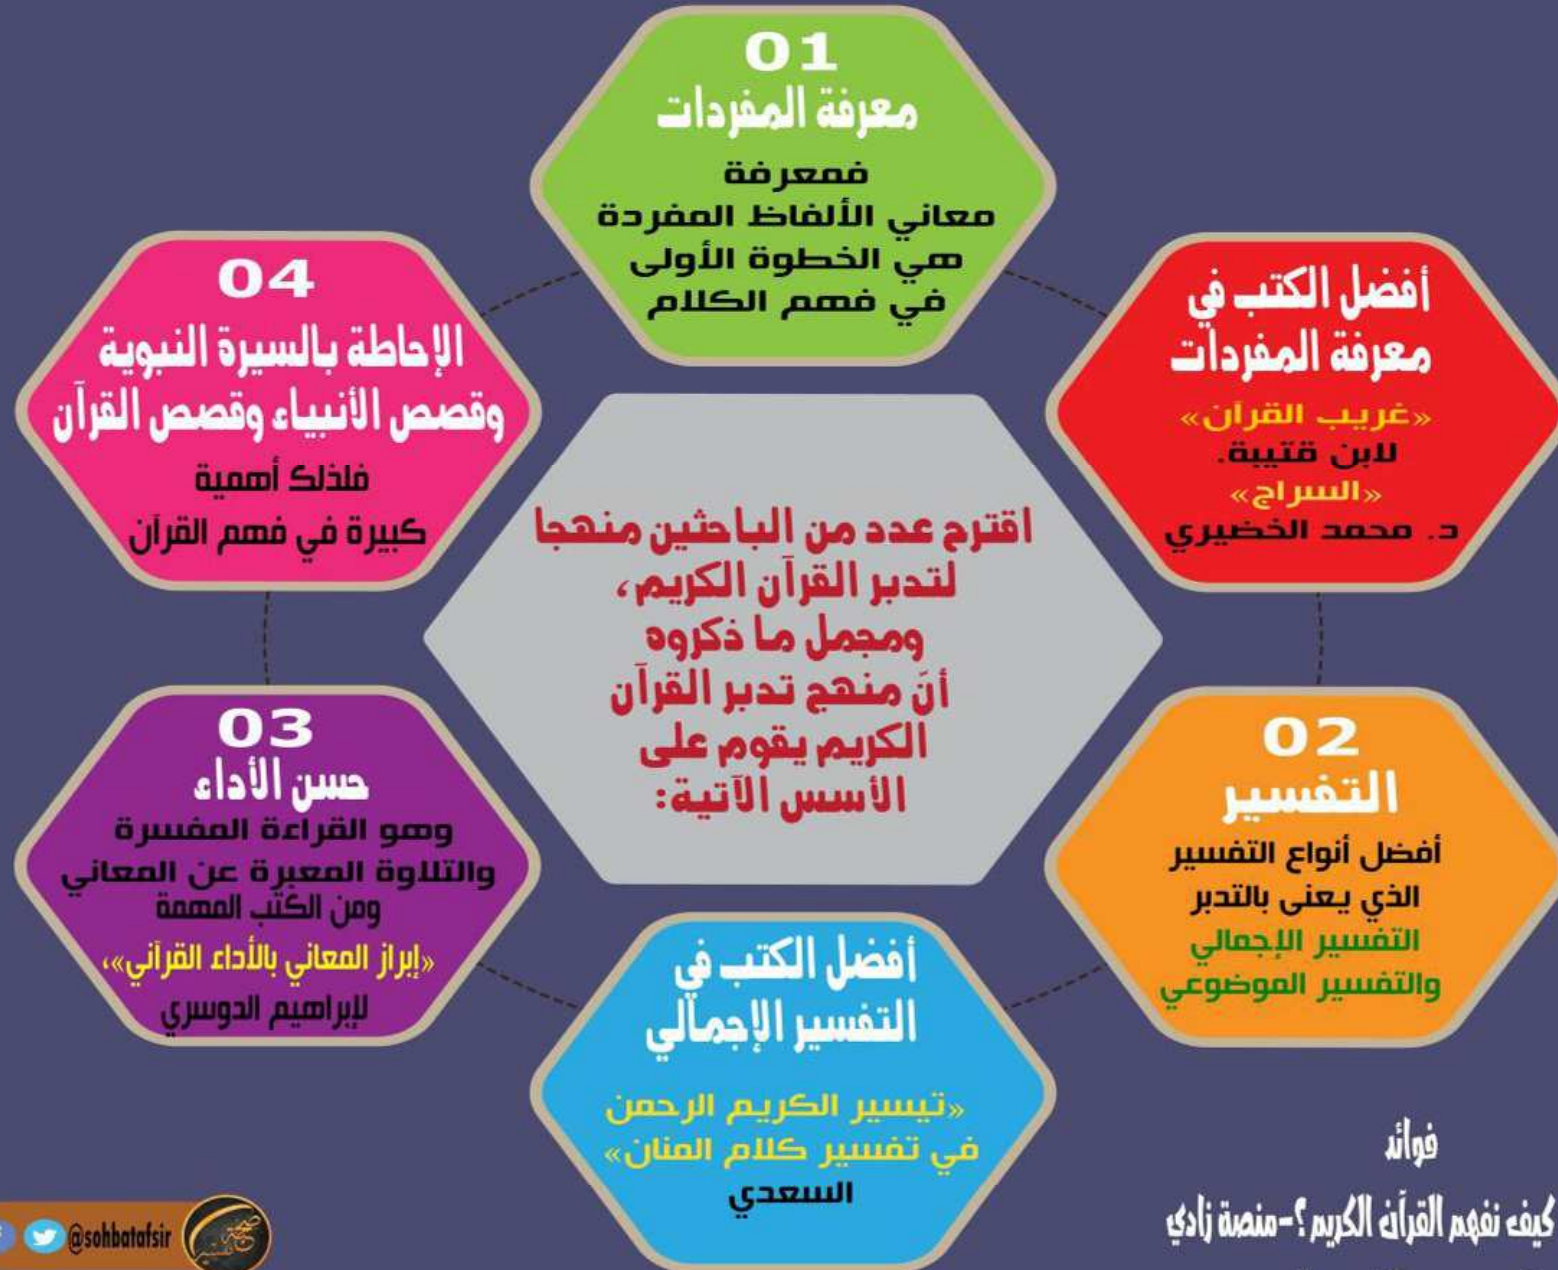 01
معرفة المفردات
فمعرفة
معاني الألفاظ المفردة
هي الخطوة الأولى
في فهم الكلام
أفضل الكتب في
معرفة المفردات
«غريب القرآن»
لابن قتيبة.
«السراج»
د. محمد الخضيري
04
الإحاطة بالسيرة النبوية
وقصص الأنبياء وقصص القرآن
فلذلك أهمية
كبيرة في فهم القرآن
اقترح عدد من الباحثين منهجا
لتدبر القرآن الكريم،
ومجمل ما ذكروه
أنَ منهج تدبر القرآن
الكريم يقوم على
الأسس الآتية:
02
التفسير
أفضل أنواع التفسير
الذي يعنى بالتدبر
التفسير الإجمالي
والتفسير الموضوعي
03
حسن الأداء
وهو القراءة المفسرة
والتلاوة المعبرة عن المعاني
ومن الكتب المهمة
«إبراز المعاني بالأداء القرآني»،
لإبراهيم الدوسري
أفضل الكتب في
التفسير الإجمالي
«تيسير الكريم الرحمن
في تفسير كلام المنان»
السعدي
فوائد
كيف نفهم القرآن الكريم؟-منصة زادي
@sohbatafsir
صحبة
تفسير